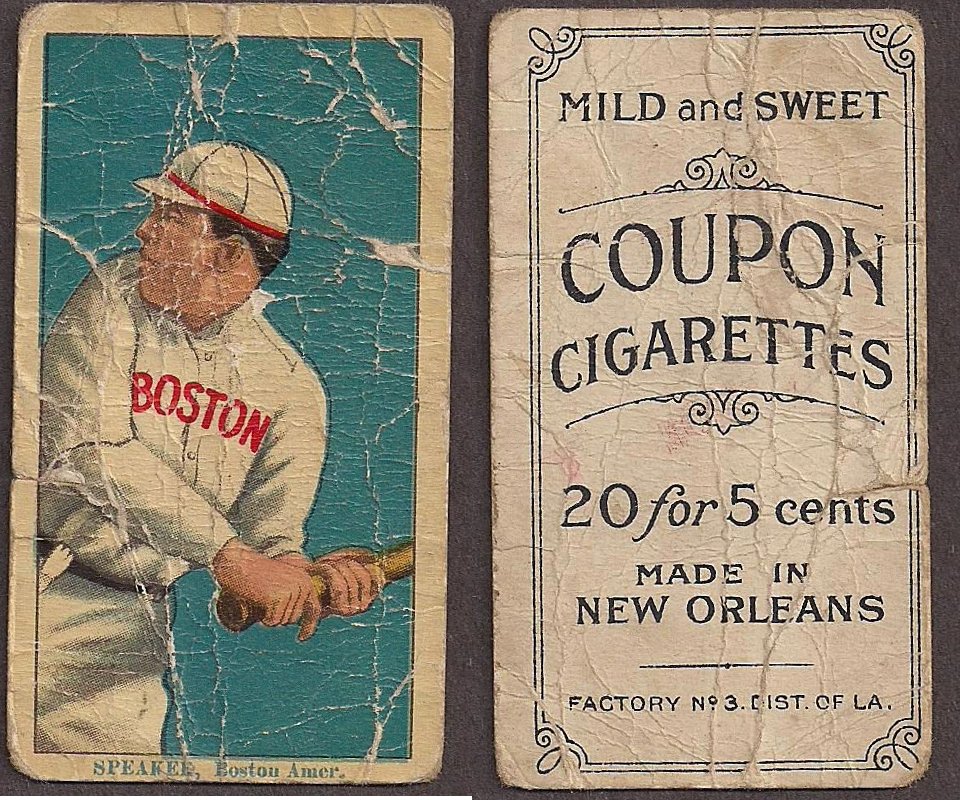 BOSTON
SPEAKER, Boston Amer.
MILD and SWEET
COUPON
CIGARETTES
20 for 5 cents
MADE IN
NEW ORLEANS
FACTORY Nº 3. DIST. OF LA.